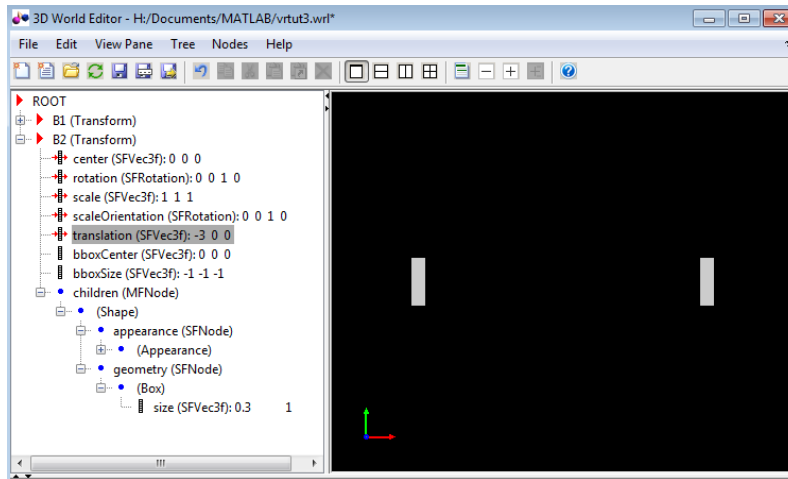 3D World Editor - H:/Documents/MATLAB/vrtut3.wrl*
File Edit View Pane Tree Nodes Help
ROOT
B1 (Transform)
B2 (Transform)
center (SFVec3f): 0 0 0
rotation (SFRotation): 0 0 1 0
scale (SFVec3f): 1 1 1
scaleOrientation (SFRotation): 0 0 1 0
translation (SFVec3f): -3 0 0
bboxCenter (SFVec3f): 0 0 0
bboxSize (SFVec3f): -1 -1 -1
children (MFNode)
(Shape)
appearance (SFNode)
(Appearance)
geometry (SFNode)
(Box)
size (SFVec3f): 0.3 1